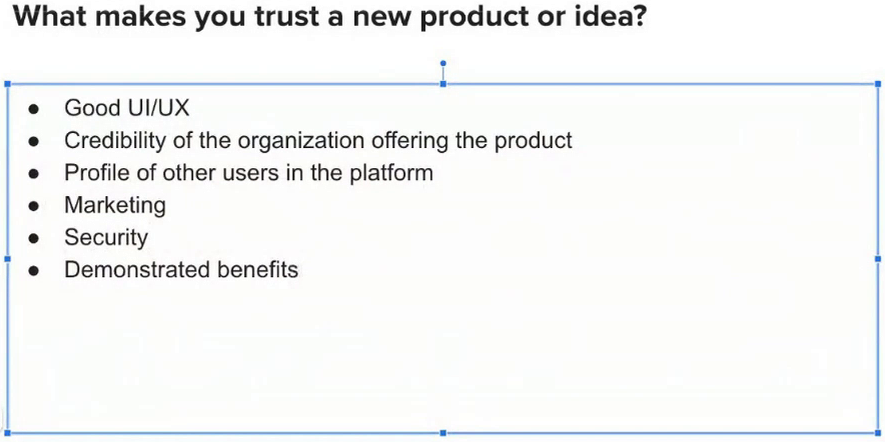 What makes you trust a new product or idea?
● Good UI/UX
● Credibility of the organization offering the product
● Profile of other users in the platform
● Marketing
● Security
● Demonstrated benefits